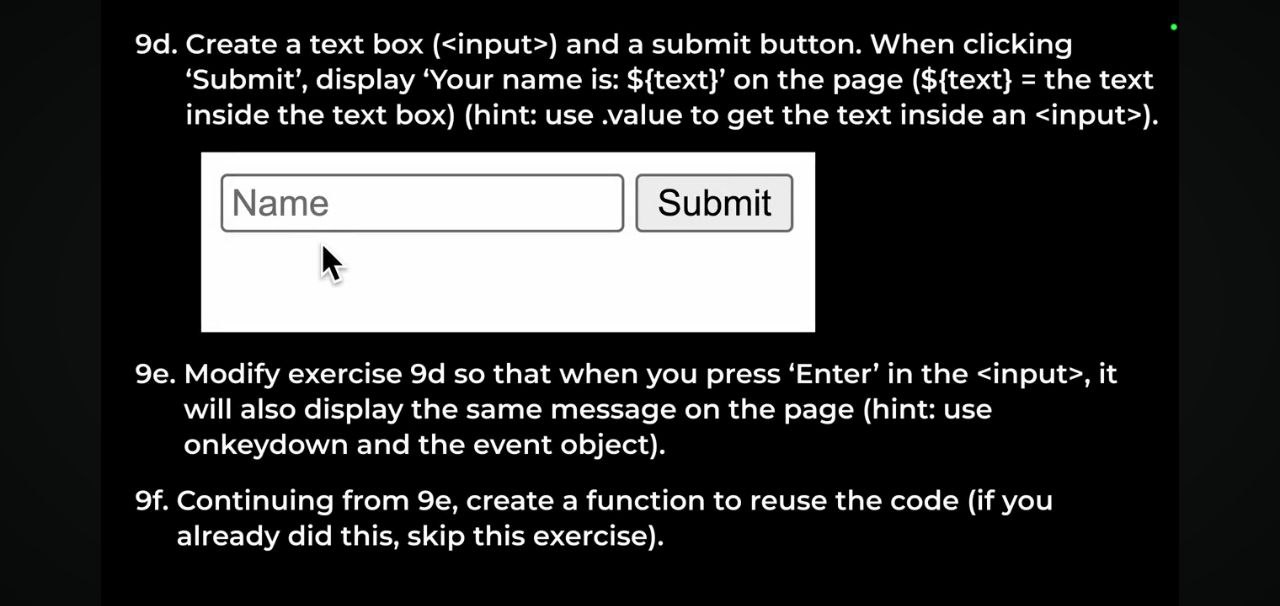 9d. Create a text box (<input>) and a submit button. When clicking
‘Submit’, display ‘Your name is: ${text}’ on the page (${text} = the text
inside the text box) (hint: use .value to get the text inside an <input>).
Name
Submit
9e. Modify exercise 9d so that when you press ‘Enter’ in the <input>, it
will also display the same message on the page (hint: use
onkeydown and the event object).
9f. Continuing from 9e, create a function to reuse the code (if you
already did this, skip this exercise).